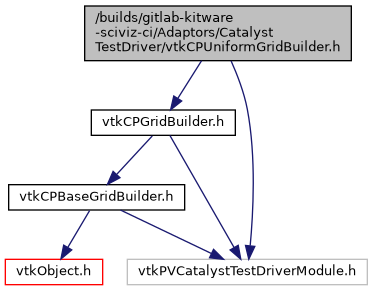 /builds/gitlab-kitware
-sciviz-ci/Adaptors/Catalyst
TestDriver/vtkCPUniformGridBuilder.h
vtkCPGridBuilder.h
vtkCPBaseGridBuilder.h
vtkObject.h
vtkPVCatalystTestDriverModule.h